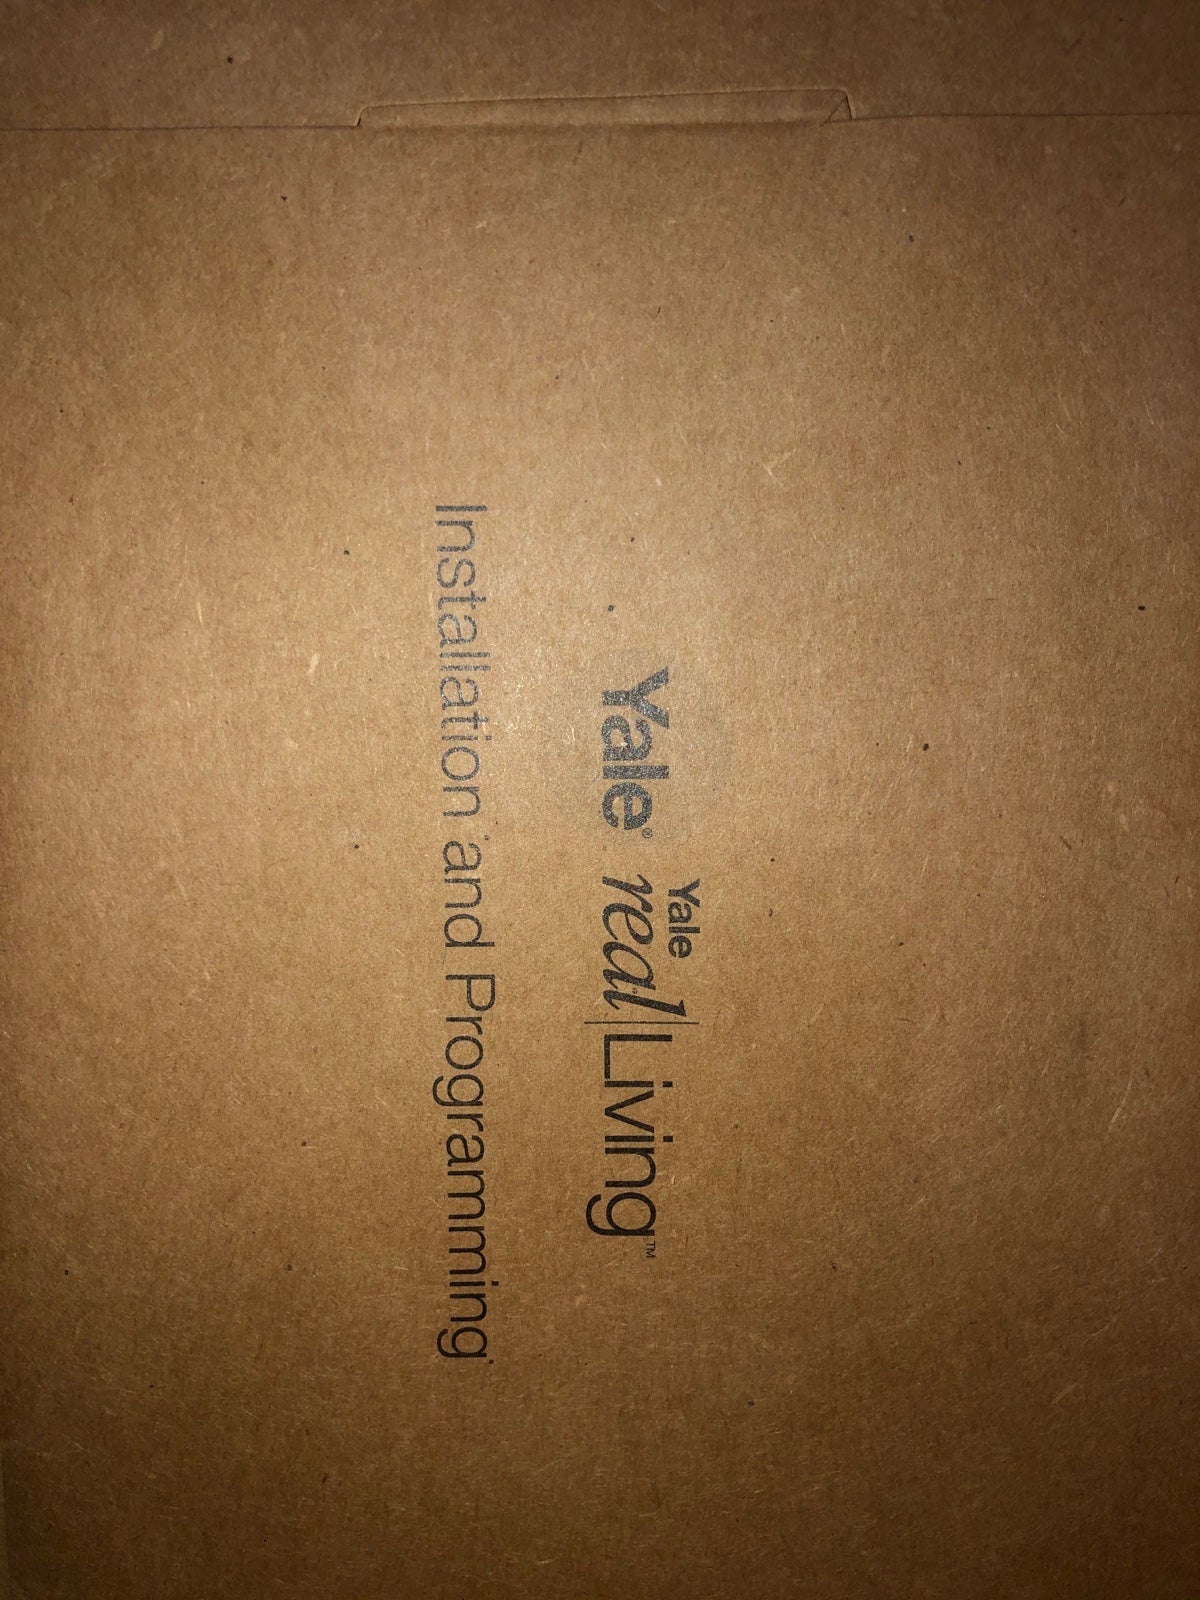 Yale® Yale real Living™
Installation and Programming